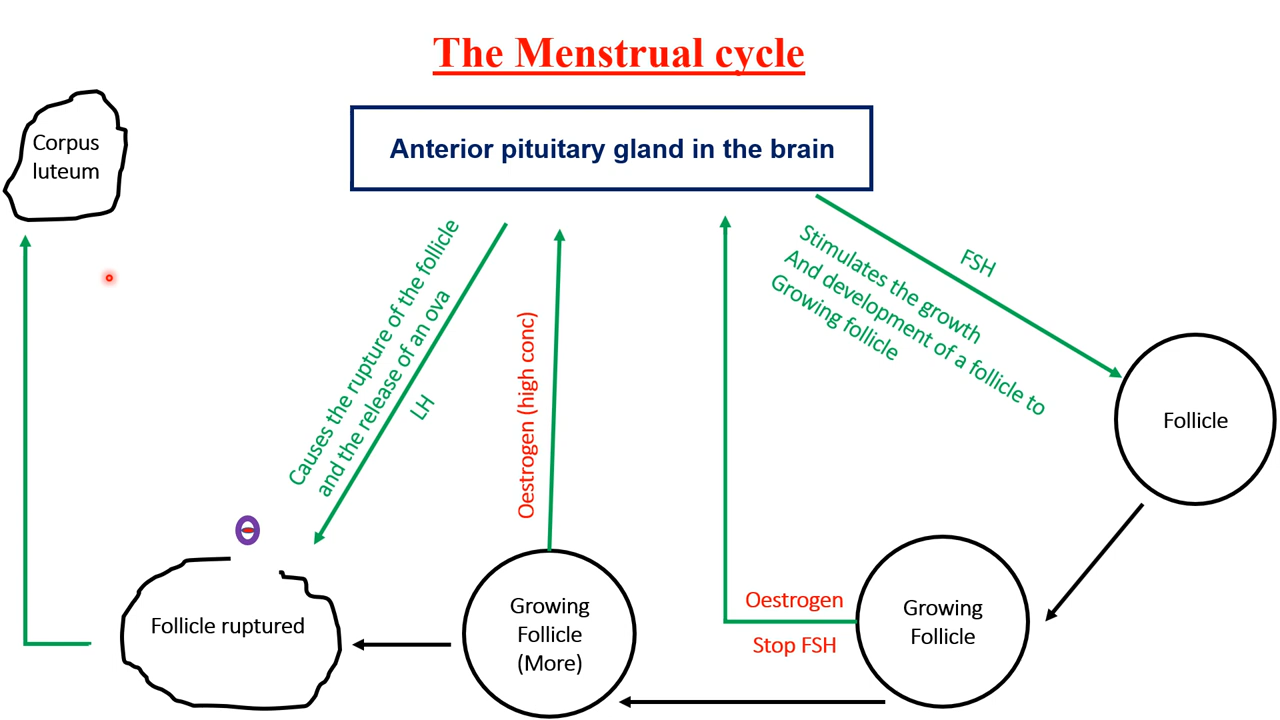 The Menstrual cycle
Anterior pituitary gland in the brain
Corpus
luteum
Causes the rupture of the follicle
and the release of an ova
LH
Oestrogen (high conc)
FSH
Stimulates the growth
And development of a follicle to
Growing follicle
Follicle
Growing
Follicle
Oestrogen
Stop FSH
Growing
Follicle
(More)
Follicle ruptured